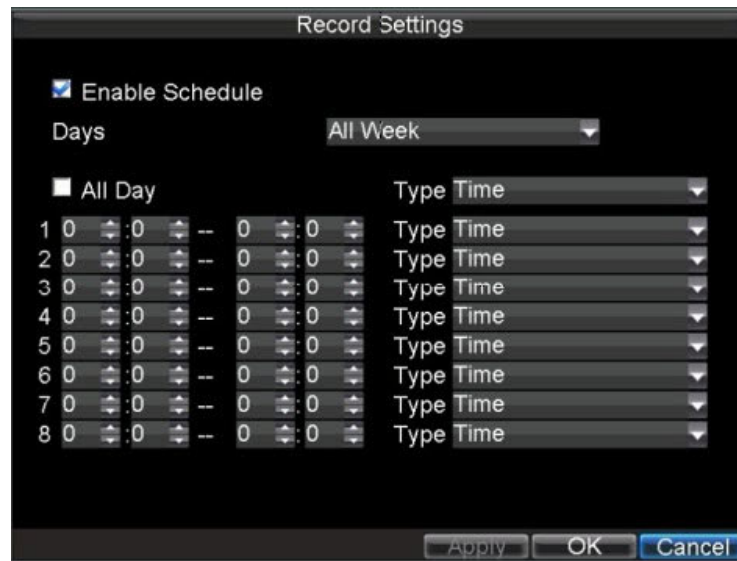 Record Settings
Enable Schedule
Days All Week
All Day Type Time
1 0 :0 -- 0 :0 Type Time
2 0 :0 -- 0 :0 Type Time
3 0 :0 -- 0 :0 Type Time
4 0 :0 -- 0 :0 Type Time
5 0 :0 -- 0 :0 Type Time
6 0 :0 -- 0 :0 Type Time
7 0 :0 -- 0 :0 Type Time
8 0 :0 -- 0 :0 Type Time
Apply OK Cancel